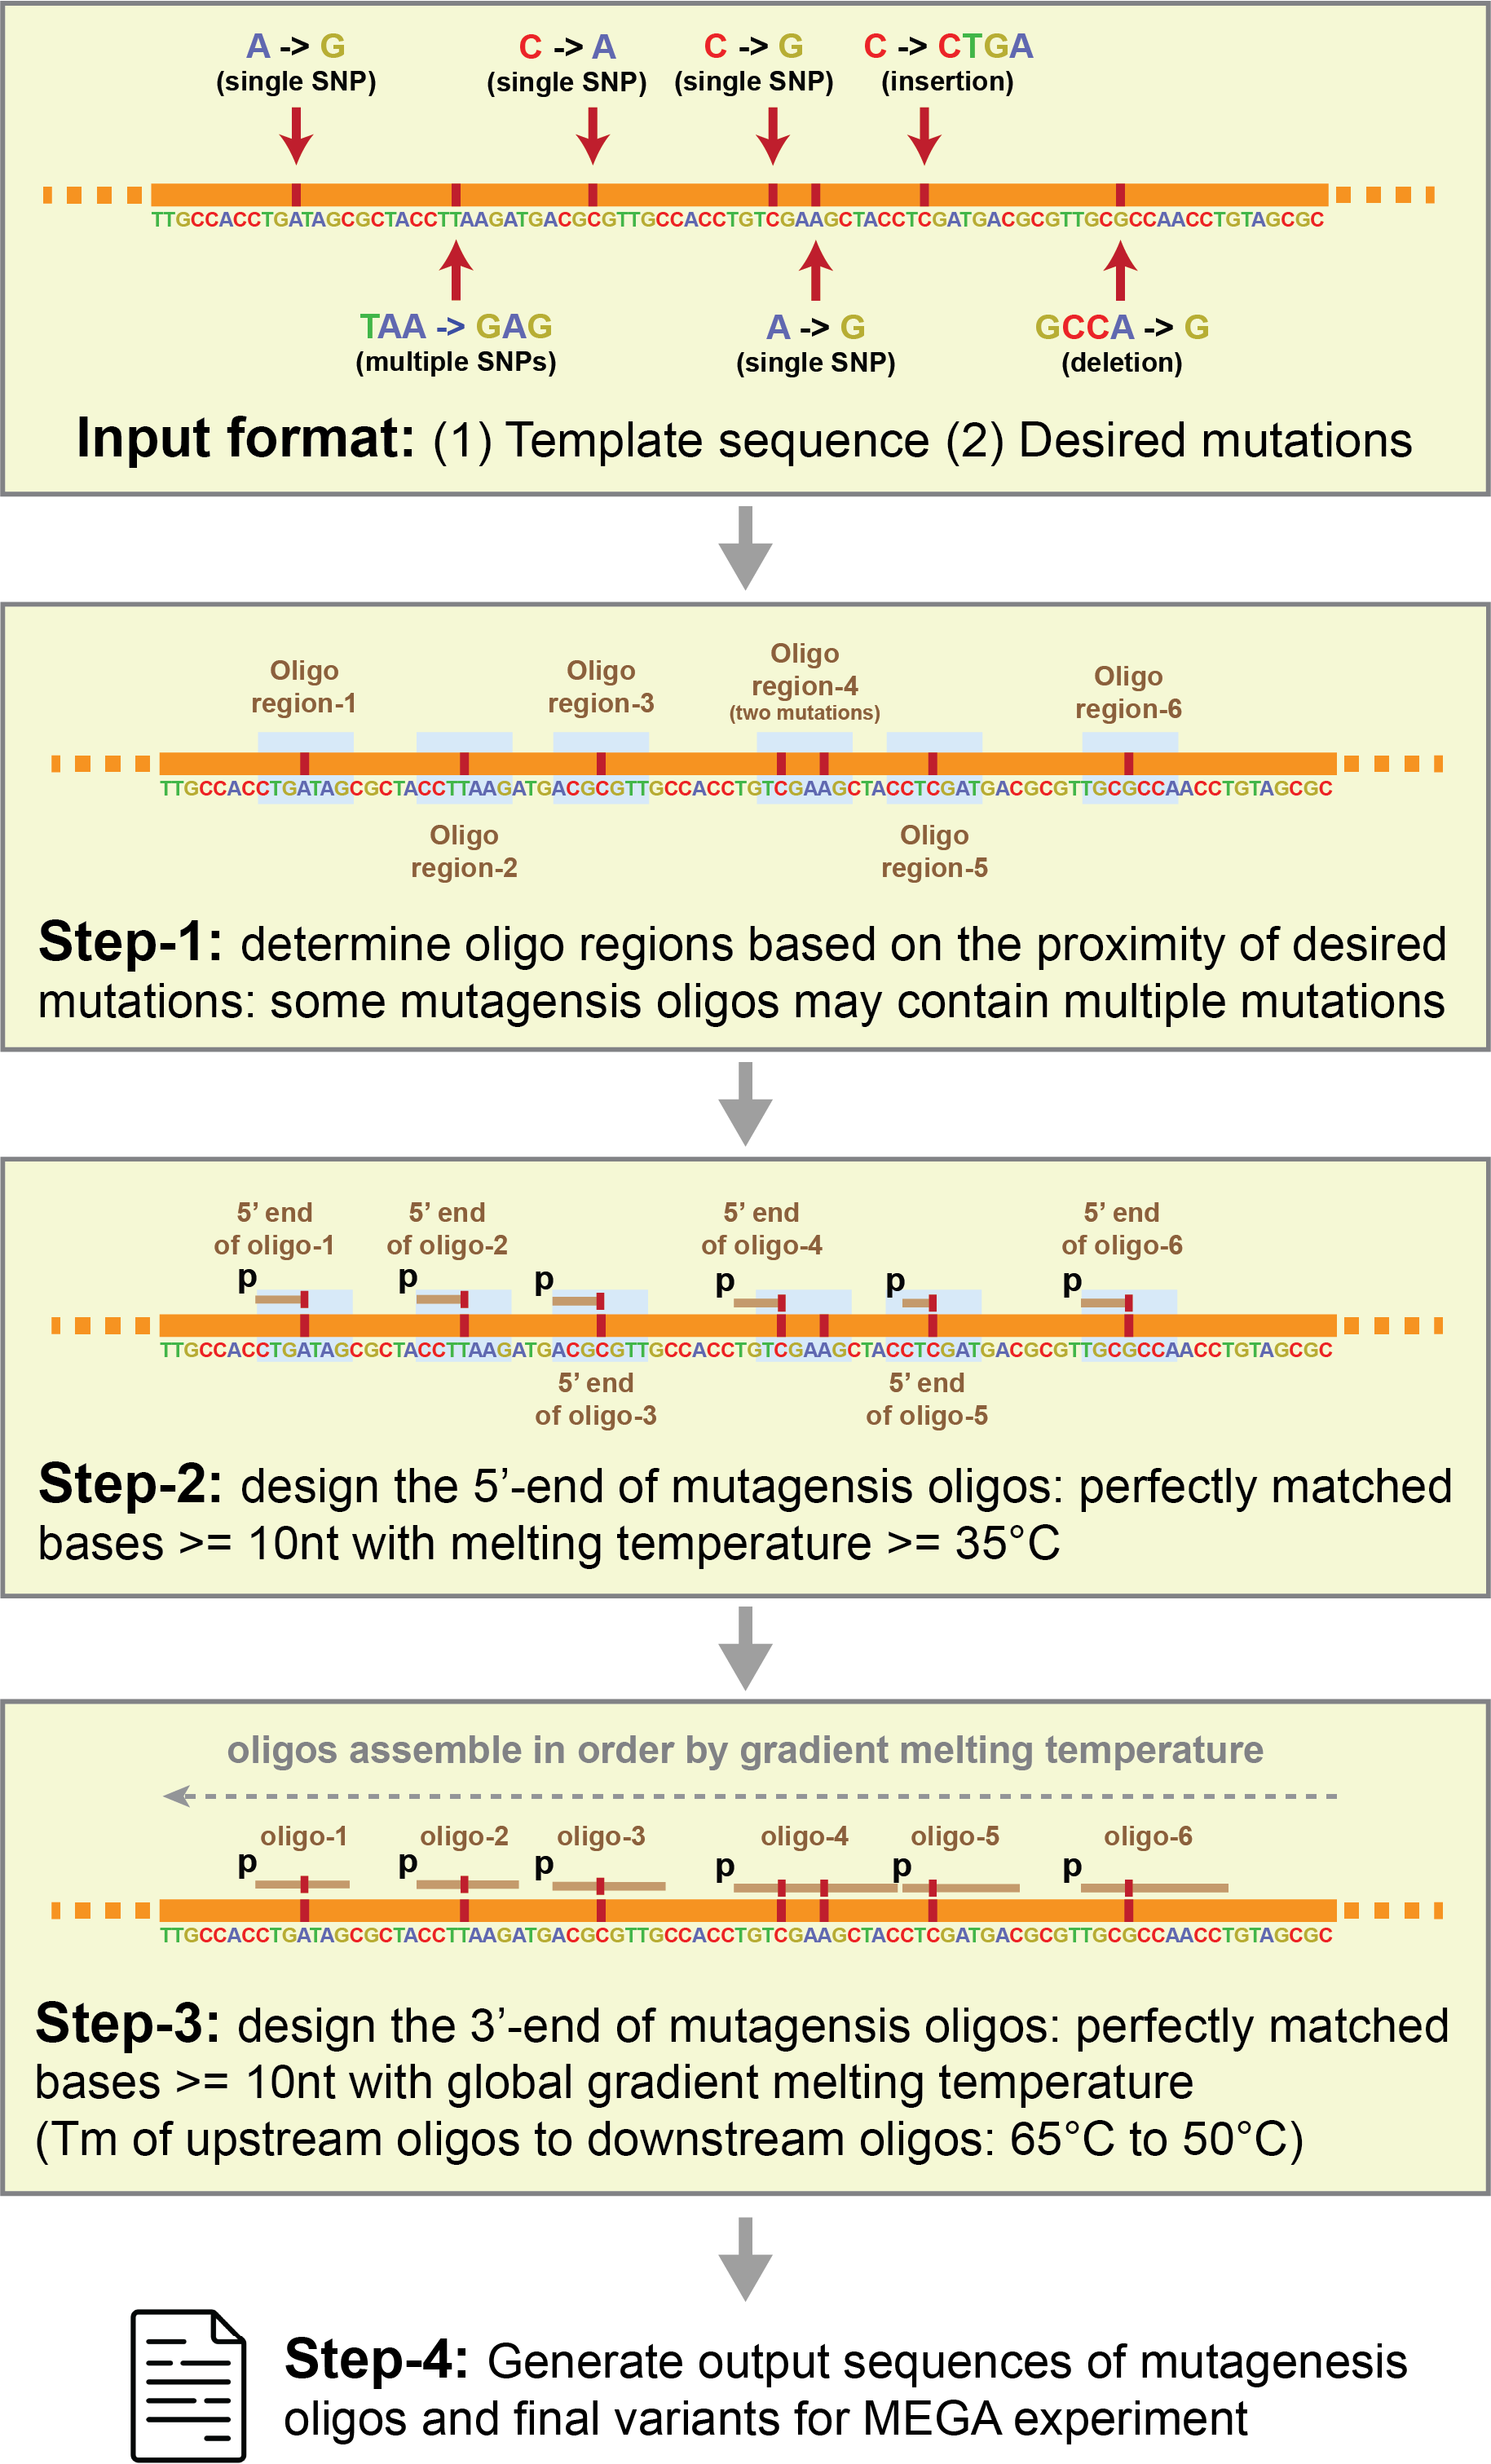 A -> G
(single SNP)
C -> A
(single SNP)
C -> G
(single SNP)
C -> CTGA
(insertion)
TTGCCACCTGATAGCGCTACCTTAAGATGACGCGTTGCCACCTGTCGAAGCTACCTCGATGACGCGTTGCGCCAACCTGTAGCGC
TAA -> GAG
(multiple SNPs)
A -> G
(single SNP)
GCCA -> G
(deletion)
Input format: (1) Template sequence (2) Desired mutations
Oligo
region-1
Oligo
region-3
Oligo
region-4
(two mutations)
Oligo
region-6
TTGCCACCTGATAGCGCTACCTTAAGATGACGCGTTGCCACCTGTCGAAGCTACCTCGATGACGCGTTGCGCCAACCTGTAGCGC
Oligo
region-2
Oligo
region-5
Step-1: determine oligo regions based on the proximity of desired
mutations: some mutagensis oligos may contain multiple mutations
5’ end
of oligo-1
5’ end
of oligo-2
5’ end
of oligo-4
5’ end
of oligo-6
p p p p p p
TTGCCACCTGATAGCGCTACCTTAAGATGACGCGTTGCCACCTGTCGAAGCTACCTCGATGACGCGTTGCGCCAACCTGTAGCGC
5’ end
of oligo-3
5’ end
of oligo-5
Step-2: design the 5’-end of mutagensis oligos: perfectly matched
bases >= 10nt with melting temperature >= 35°C
oligos assemble in order by gradient melting temperature
oligo-1 oligo-2 oligo-3 oligo-4 oligo-5 oligo-6
p p p p p p
TTGCCACCTGATAGCGCTACCTTAAGATGACGCGTTGCCACCTGTCGAAGCTACCTCGATGACGCGTTGCGCCAACCTGTAGCGC
Step-3: design the 3’-end of mutagensis oligos: perfectly matched
bases >= 10nt with global gradient melting temperature
(Tm of upstream oligos to downstream oligos: 65°C to 50°C)
Step-4: Generate output sequences of mutagenesis
oligos and final variants for MEGA experiment